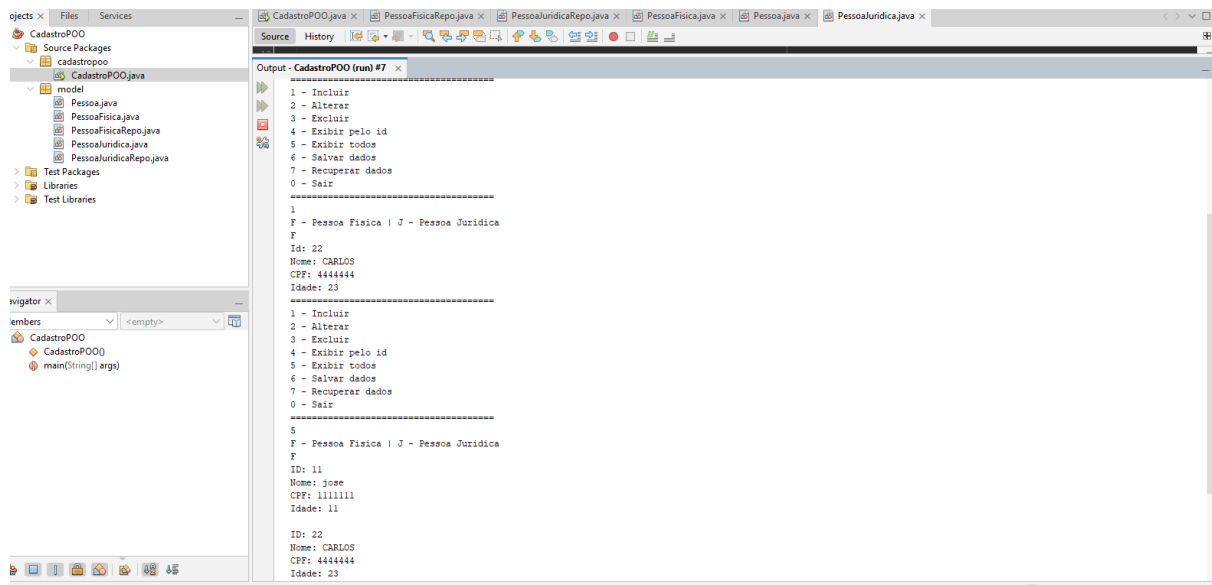 ojects × Files Services
CadastroPOO
Source Packages
cadastropoo
CadastroPOO.java
model
Pessoa.java
PessoaFisica.java
PessoaFisicaRepo.java
PessoaJuridica.java
PessoaJuridicaRepo.java
Test Packages
Libraries
Test Libraries
avigator ×
embers <empty>
CadastroPOO
CadastroPOO()
main(String[] args)
CadastroPOO.java × PessoaFisicaRepo.java × PessoaJuridicaRepo.java × PessoaFisica.java × Pessoa.java × PessoaJuridica.java ×
Source History
Output - CadastroPOO (run) #7 ×
======================================
1 - Incluir
2 - Alterar
3 - Excluir
4 - Exibir pelo id
5 - Exibir todos
6 - Salvar dados
7 - Recuperar dados
0 - Sair
======================================
1
F - Pessoa Fisica | J - Pessoa Juridica
F
Id: 22
Nome: CARLOS
CPF: 4444444
Idade: 23
======================================
1 - Incluir
2 - Alterar
3 - Excluir
4 - Exibir pelo id
5 - Exibir todos
6 - Salvar dados
7 - Recuperar dados
0 - Sair
======================================
5
F - Pessoa Fisica | J - Pessoa Juridica
F
ID: 11
Nome: jose
CPF: 1111111
Idade: 11
ID: 22
Nome: CARLOS
CPF: 4444444
Idade: 23